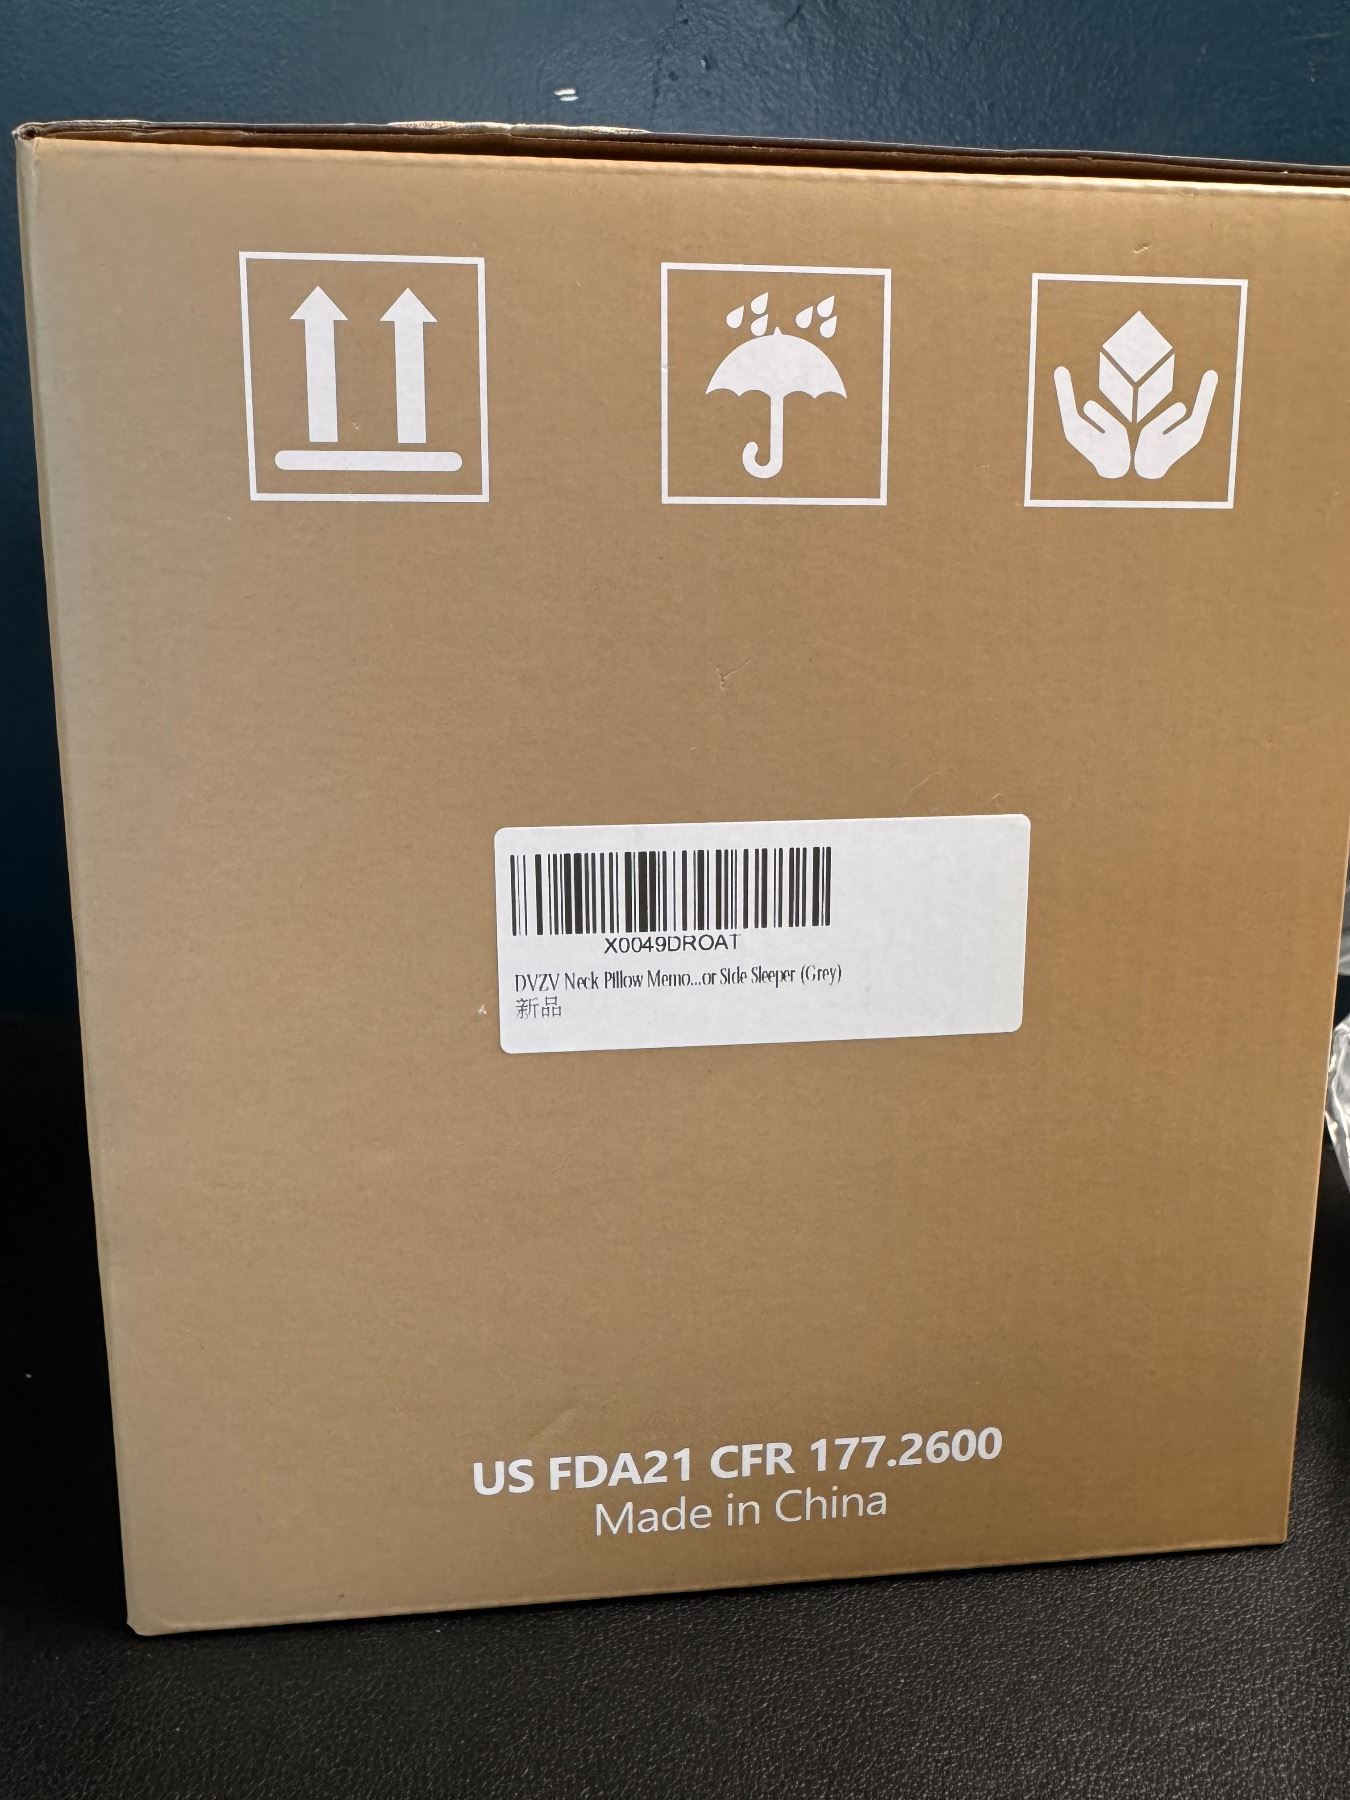 X0049DROAT
DVZV Neck Pillow Memo...or Side Sleeper (Grey)
新品
US FDA21 CFR 177.2600
Made in China